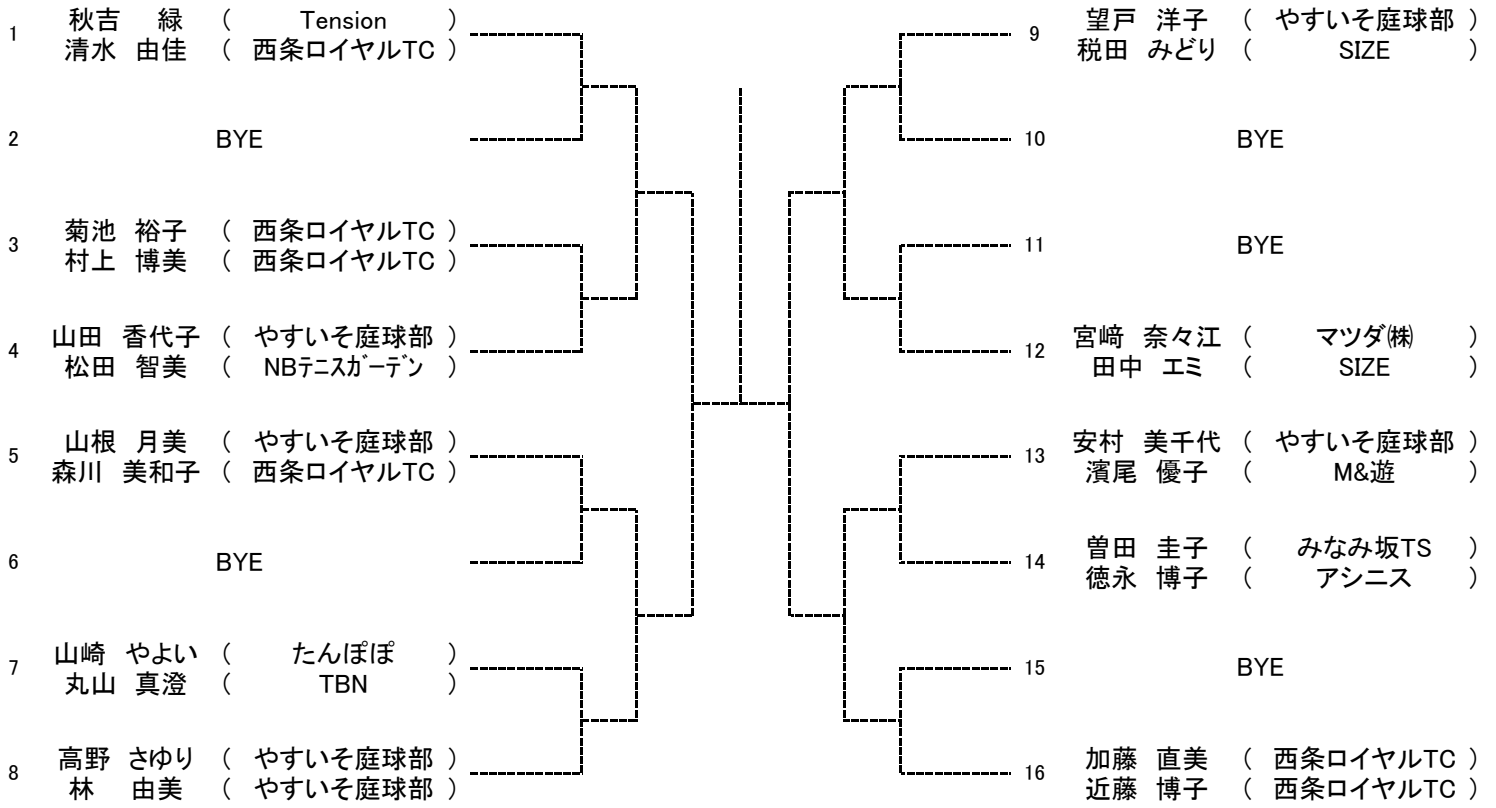 1 秋吉 緑 ( Tension )
清水 由佳 ( 西条ロイヤルTC )
2 BYE
3 菊池 裕子 ( 西条ロイヤルTC )
村上 博美 ( 西条ロイヤルTC )
4 山田 香代子 ( やすいそ庭球部 )
松田 智美 ( NBﾃﾆｽｶﾞｰﾃﾞﾝ )
5 山根 月美 ( やすいそ庭球部 )
森川 美和子 ( 西条ロイヤルTC )
6 BYE
7 山崎 やよい ( たんぽぽ )
丸山 真澄 ( TBN )
8 高野 さゆり ( やすいそ庭球部 )
林 由美 ( やすいそ庭球部 )
9 望戸 洋子 ( やすいそ庭球部 )
税田 みどり ( SIZE )
10 BYE
11 BYE
12 宮﨑 奈々江 ( マツダ㈱ )
田中 エミ ( SIZE )
13 安村 美千代 ( やすいそ庭球部 )
濱尾 優子 ( M&遊 )
14 曽田 圭子 ( みなみ坂TS )
徳永 博子 ( アシニス )
15 BYE
16 加藤 直美 ( 西条ロイヤルTC )
近藤 博子 ( 西条ロイヤルTC )